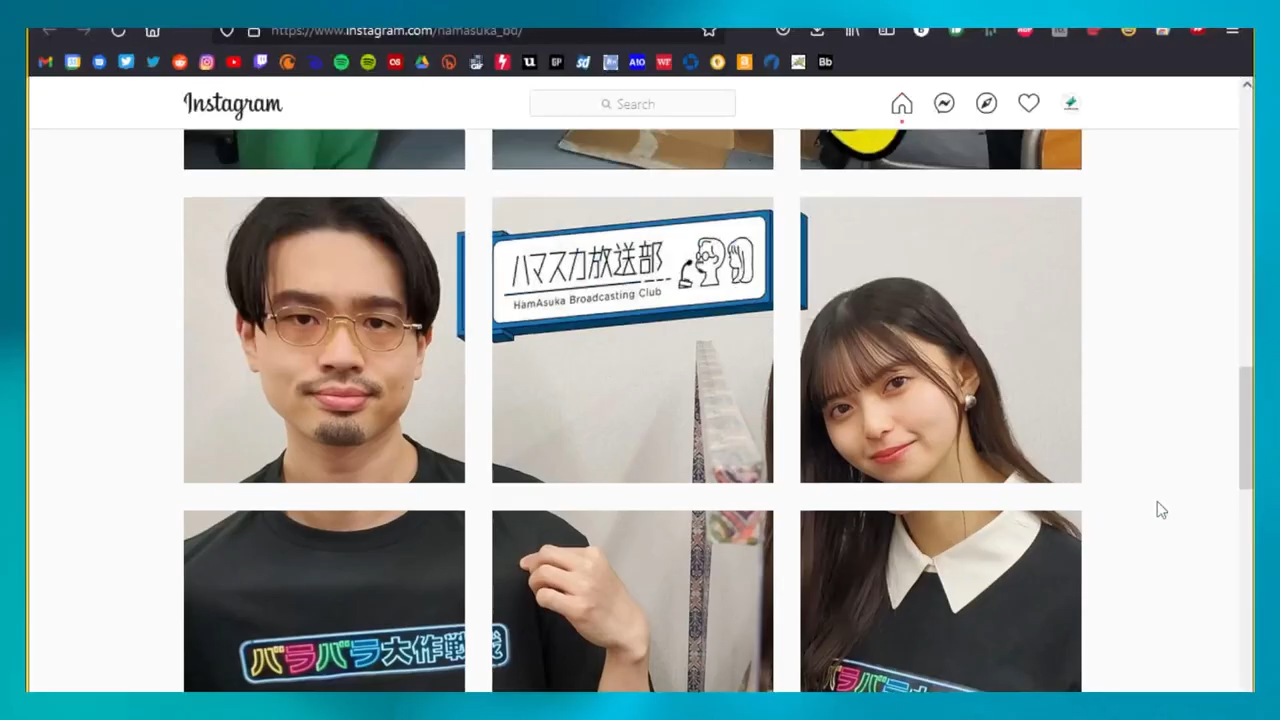 https://www.instagram.com/hamasuka_bu/
Instagram
Search
ハマスカ放送部
HamAsuka Broadcasting Club
バラバラ大作戦